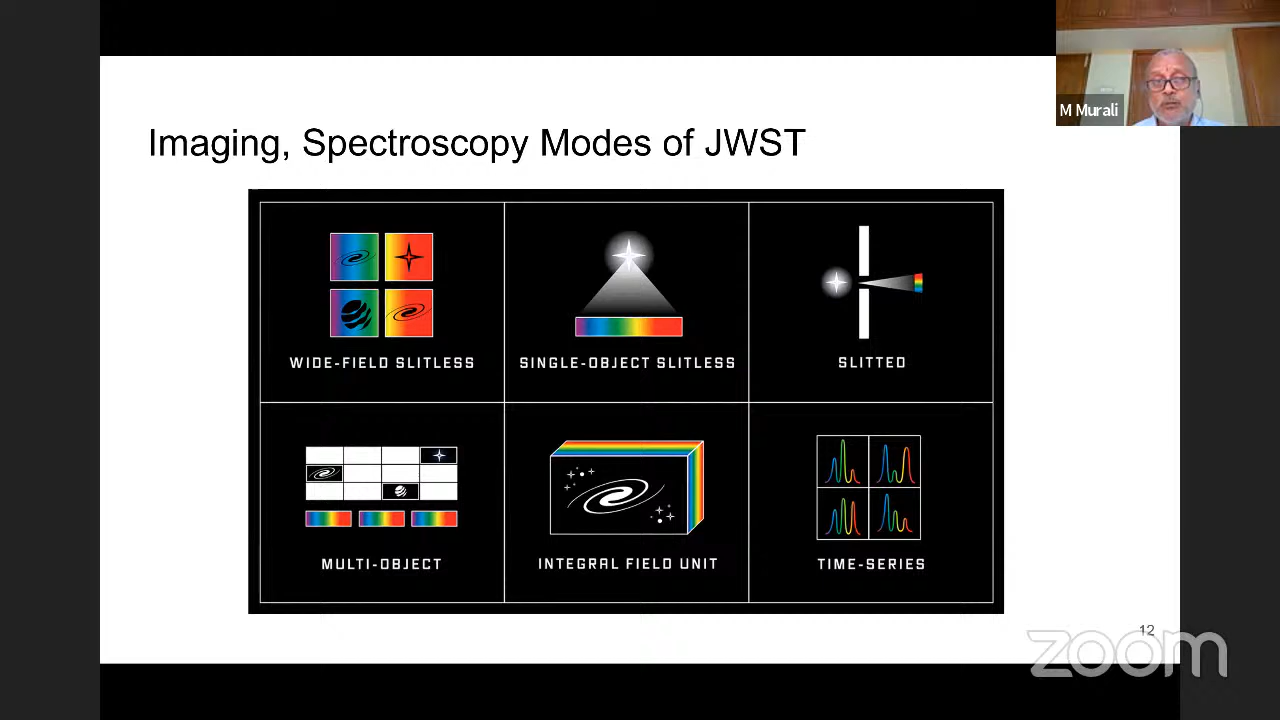 M Murali
Imaging, Spectroscopy Modes of JWST
WIDE-FIELD SLITLESS
SINGLE-OBJECT SLITLESS
SLITTED
MULTI-OBJECT
INTEGRAL FIELD UNIT
TIME-SERIES
12
zoom